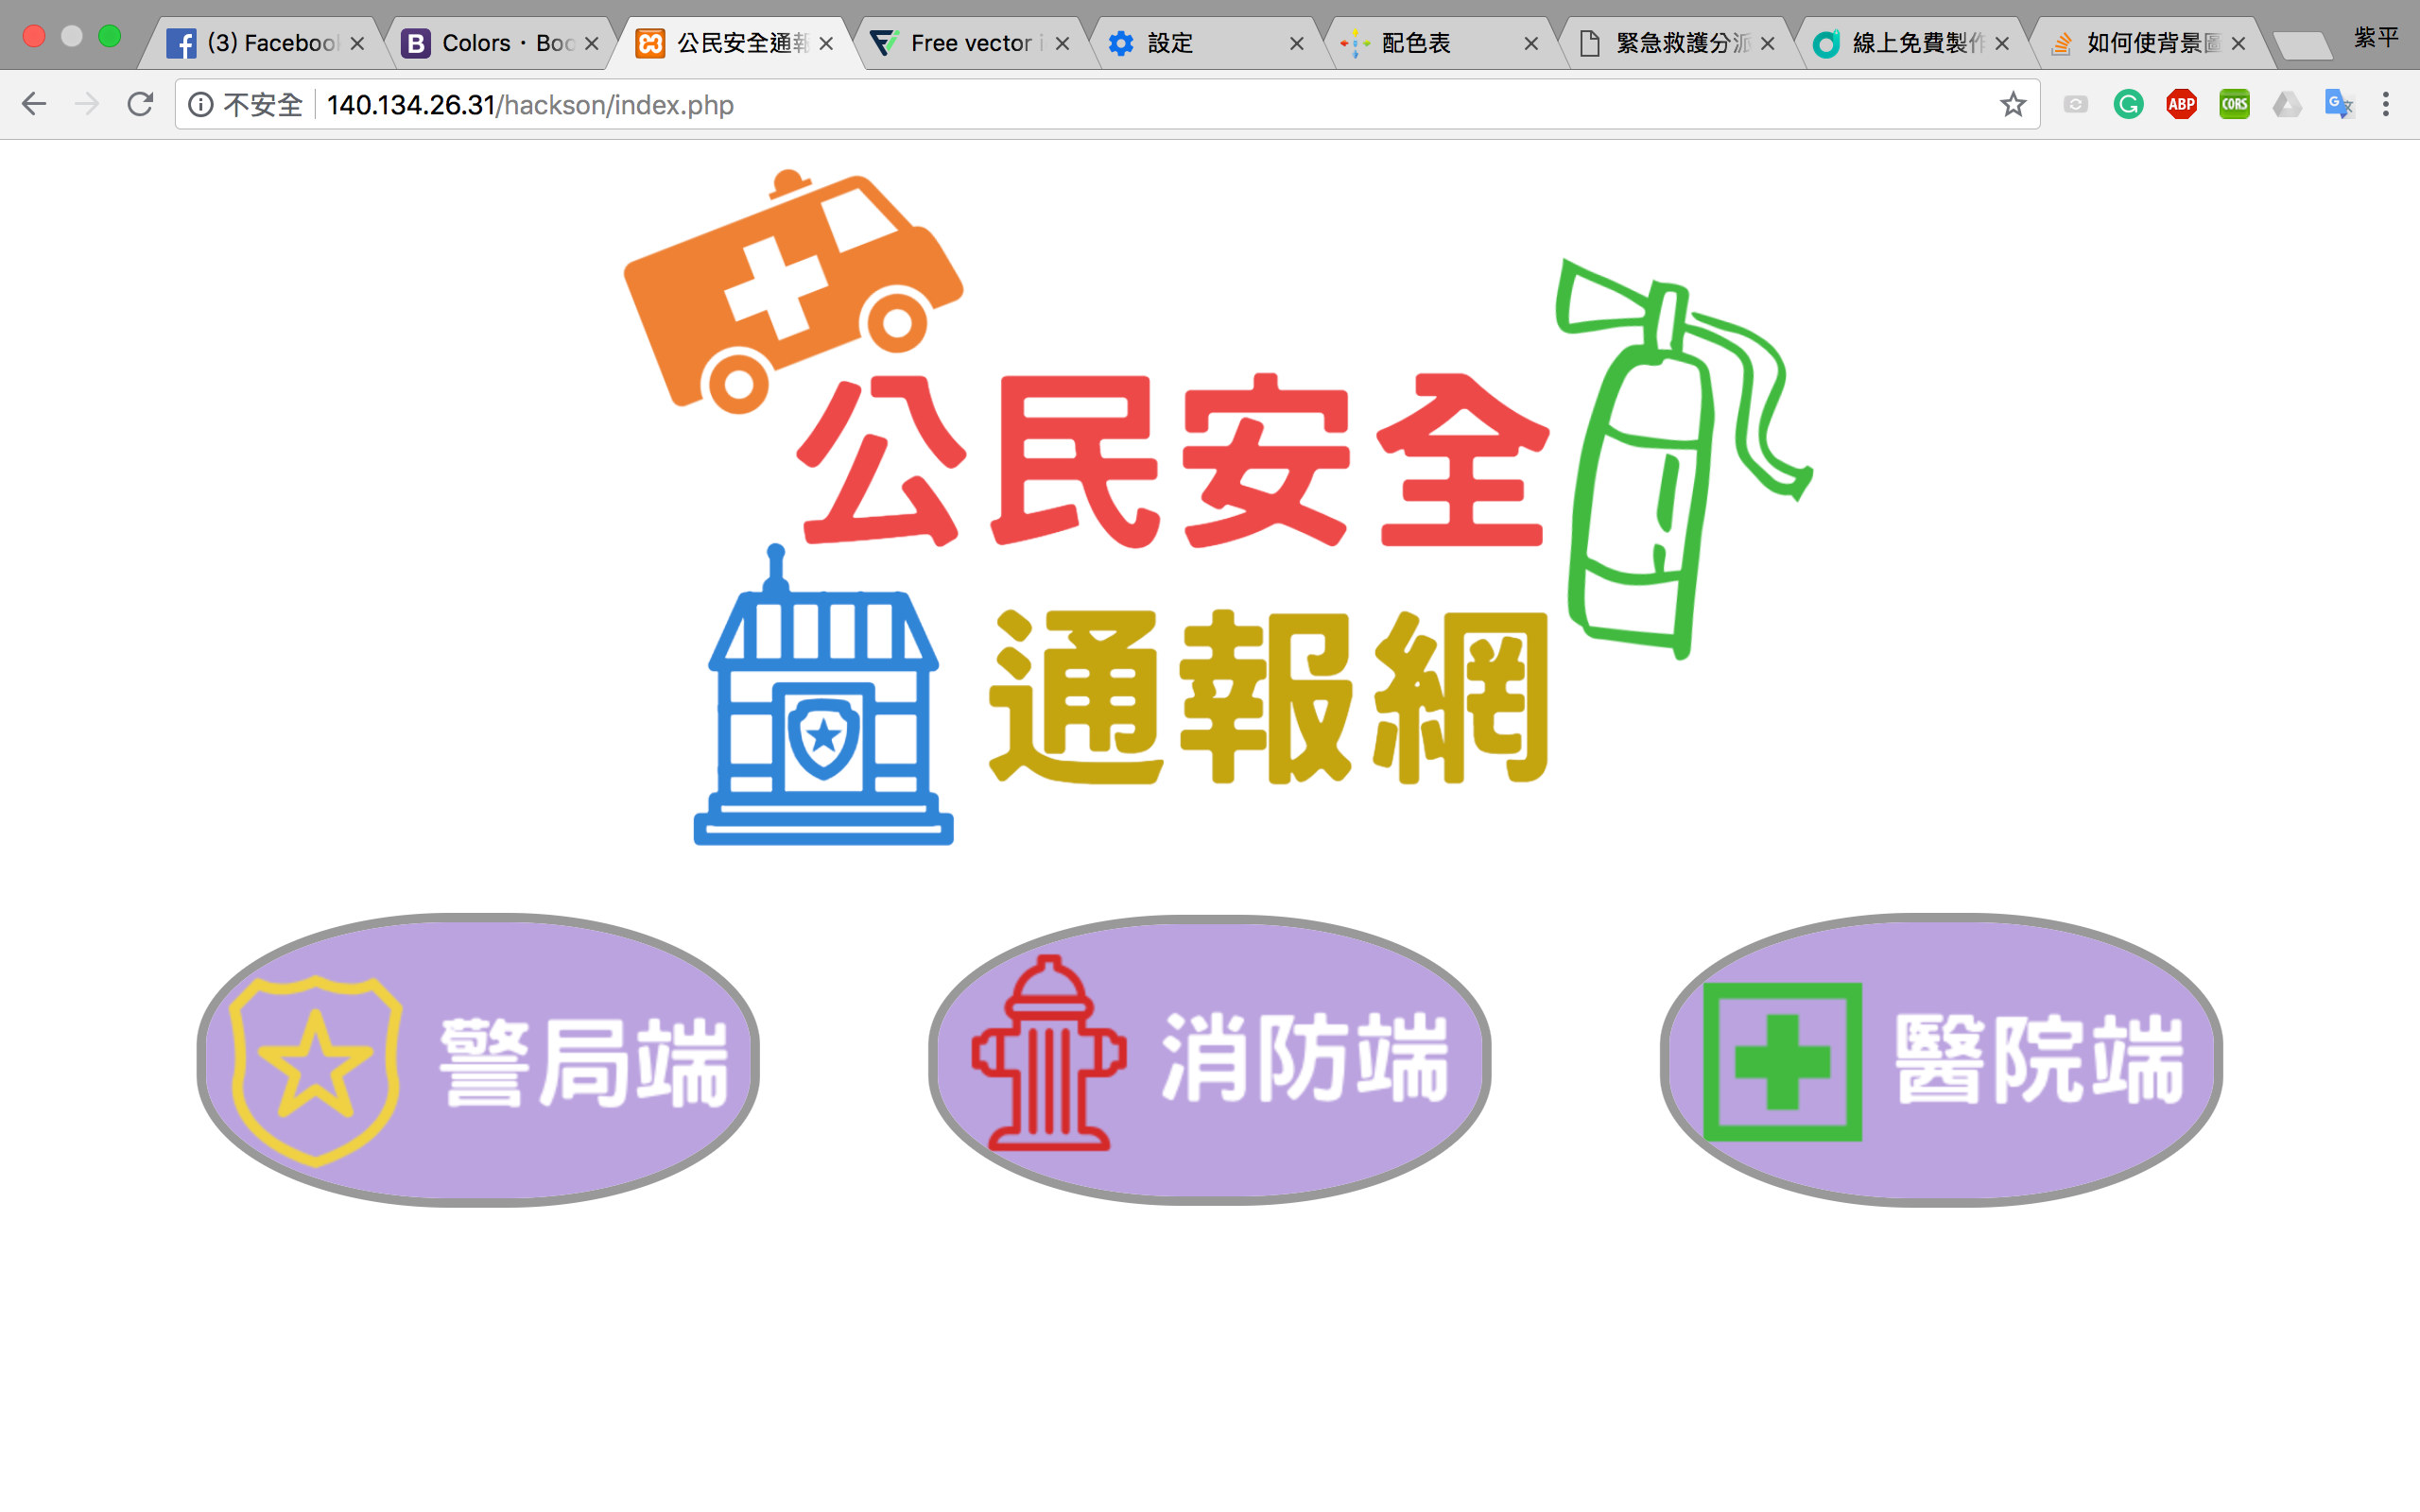 (3) Facebook
Colors · Boo
公民安全通報
Free vector i
設定
配色表
緊急救護分派
線上免費製作
如何使背景圖
紫平
不安全
140.134.26.31/hackson/index.php
ABP
CORS
公民安全
通報網
警局端
消防端
醫院端